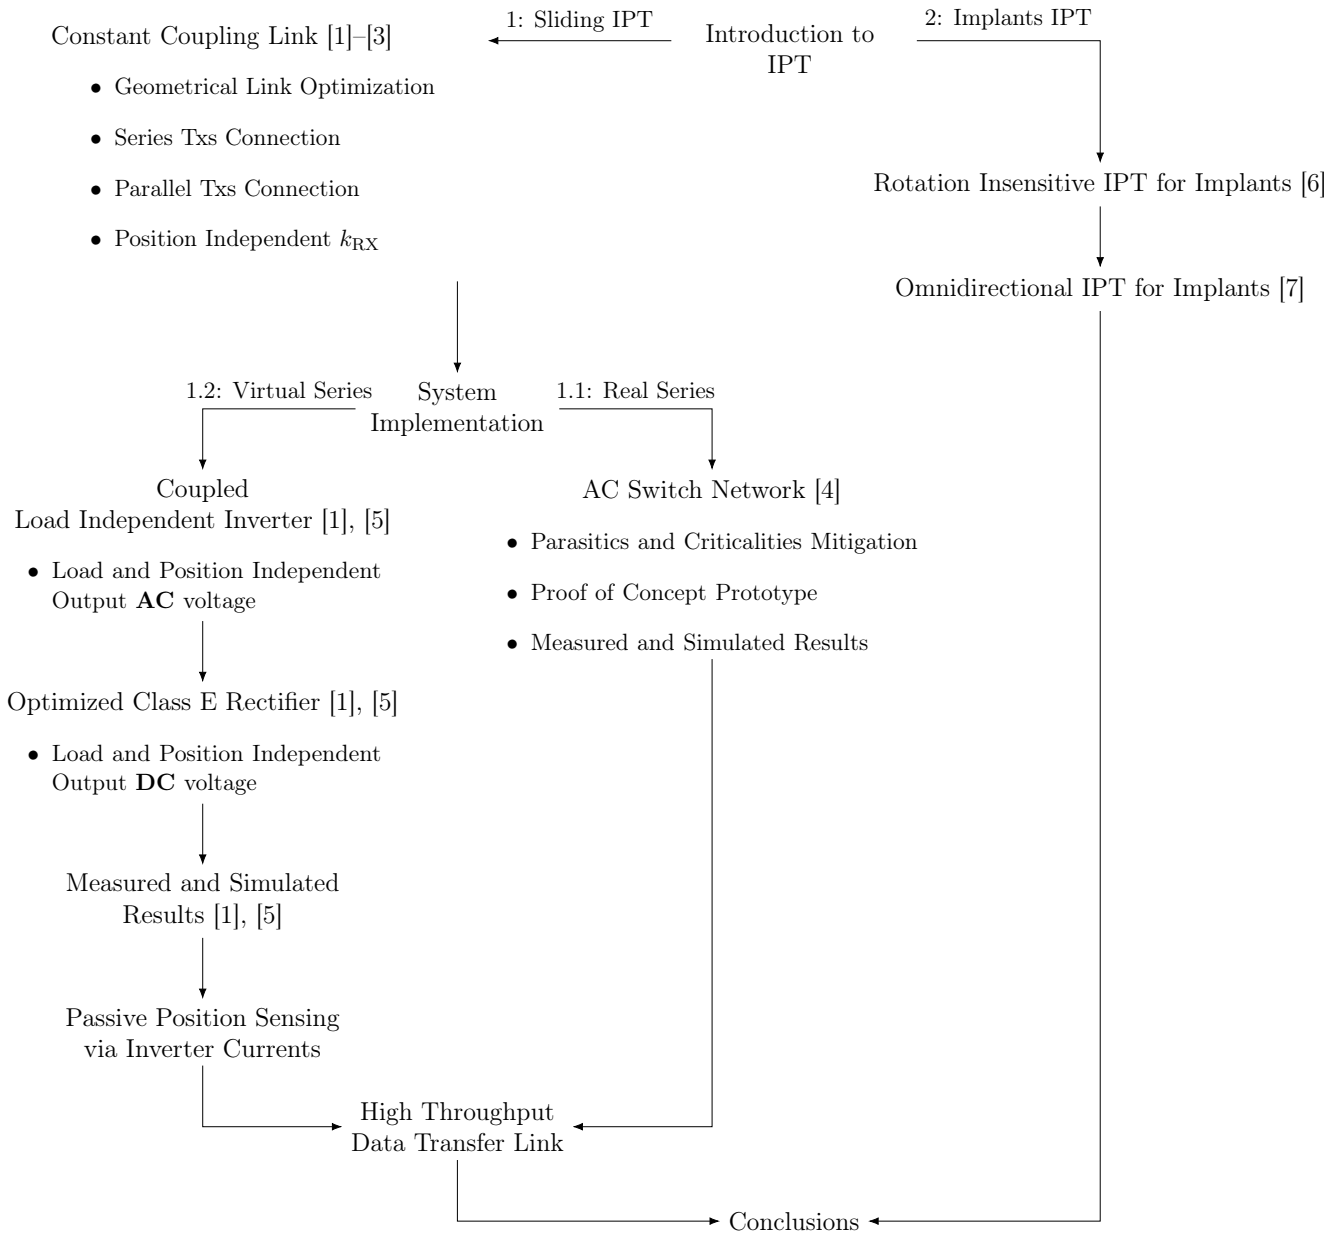 1: Sliding IPT
2: Implants IPT
Constant Coupling Link [1]–[3]
Introduction to
IPT
• Geometrical Link Optimization
• Series Txs Connection
• Parallel Txs Connection
• Position Independent k_RX
Rotation Insensitive IPT for Implants [6]
Omnidirectional IPT for Implants [7]
1.2: Virtual Series
System
Implementation
1.1: Real Series
Coupled
Load Independent Inverter [1], [5]
• Load and Position Independent
Output AC voltage
AC Switch Network [4]
• Parasitics and Criticalities Mitigation
• Proof of Concept Prototype
• Measured and Simulated Results
Optimized Class E Rectifier [1], [5]
• Load and Position Independent
Output DC voltage
Measured and Simulated
Results [1], [5]
Passive Position Sensing
via Inverter Currents
High Throughput
Data Transfer Link
Conclusions